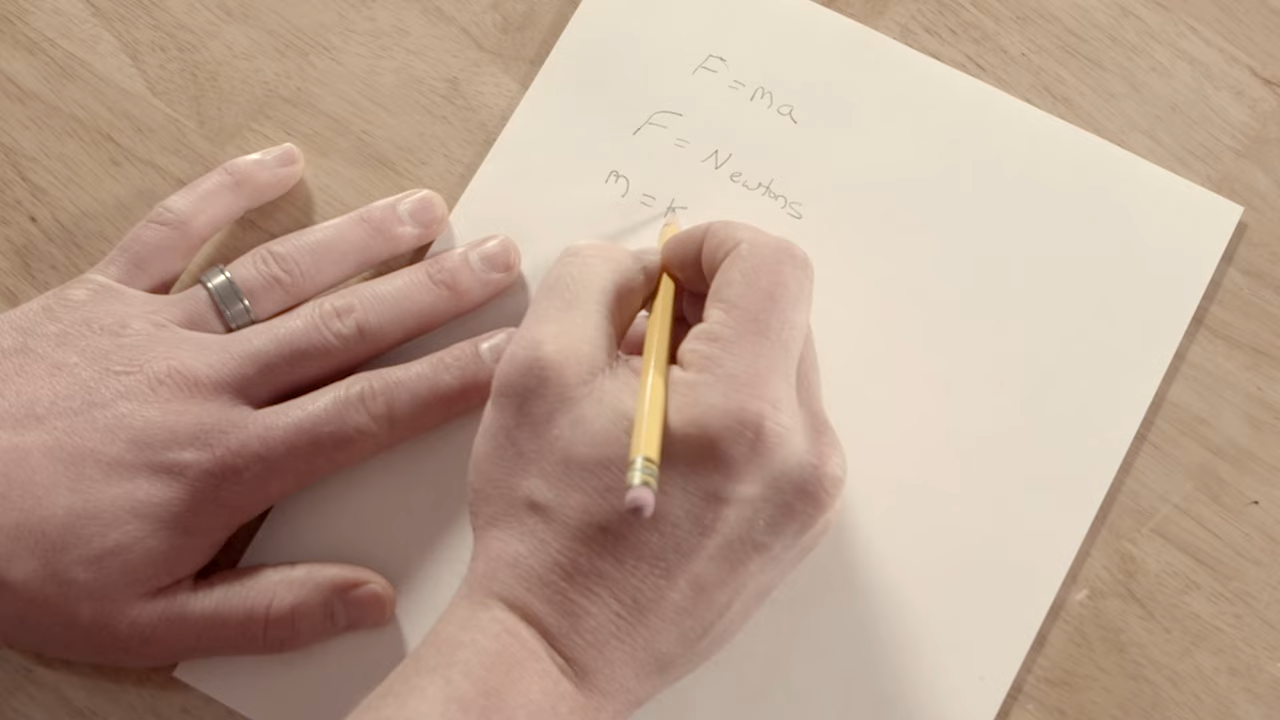 F = ma
F = Newtons
m = k